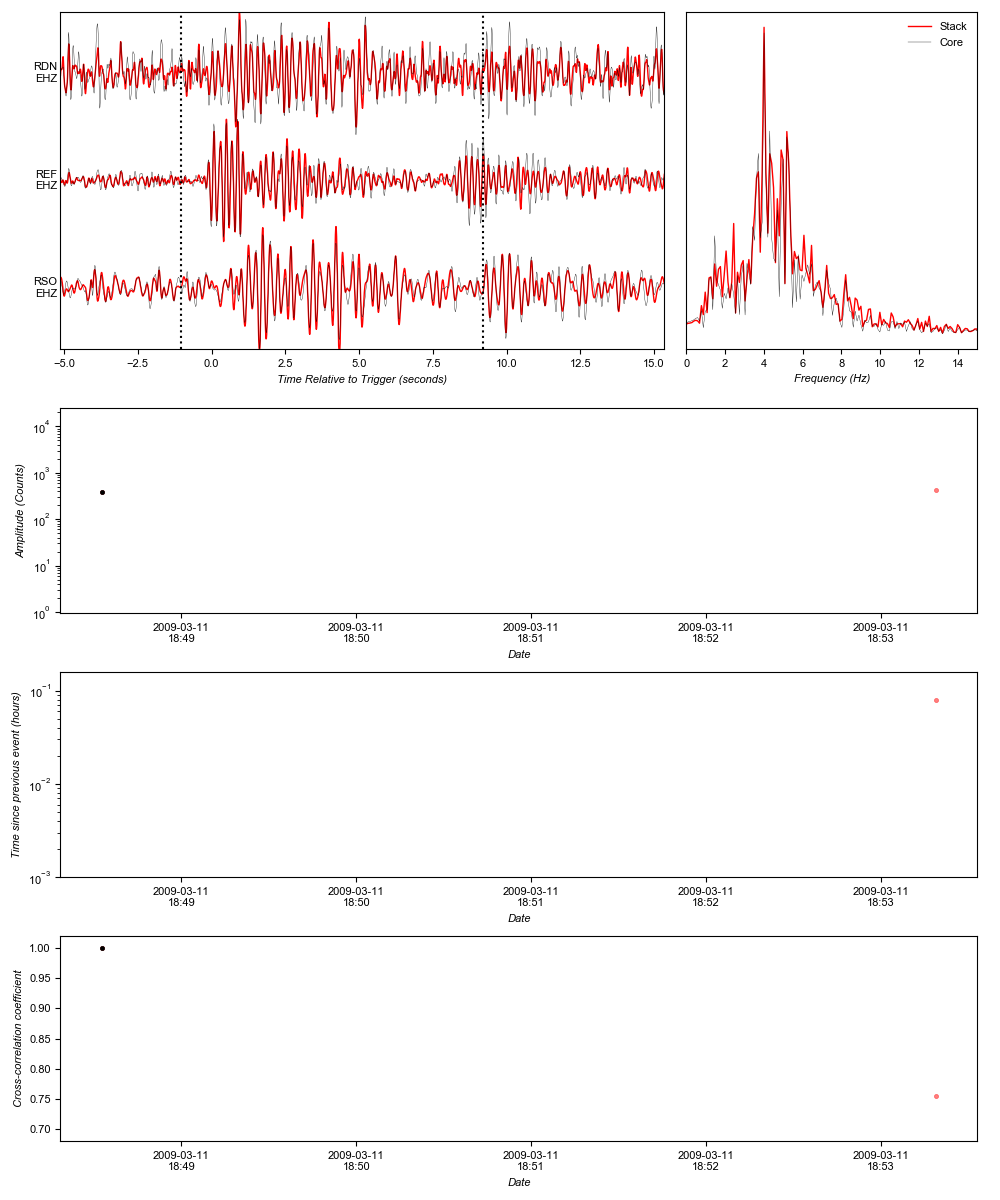 RDN
EHZ
REF
EHZ
RSO
EHZ
−5.0 −2.5 0.0 2.5 5.0 7.5 10.0 12.5 15.0
Time Relative to Trigger (seconds)
Stack
Core
0 2 4 6 8 10 12 14
Frequency (Hz)
Amplitude (Counts)
10^4
10^3
10^2
10^1
10^0
2009-03-11 2009-03-11 2009-03-11 2009-03-11 2009-03-11
18:49 18:50 18:51 18:52 18:53
Date
Time since previous event (hours)
10^−1
10^−2
10^−3
2009-03-11 2009-03-11 2009-03-11 2009-03-11 2009-03-11
18:49 18:50 18:51 18:52 18:53
Date
Cross-correlation coefficient
1.00
0.95
0.90
0.85
0.80
0.75
0.70
2009-03-11 2009-03-11 2009-03-11 2009-03-11 2009-03-11
18:49 18:50 18:51 18:52 18:53
Date